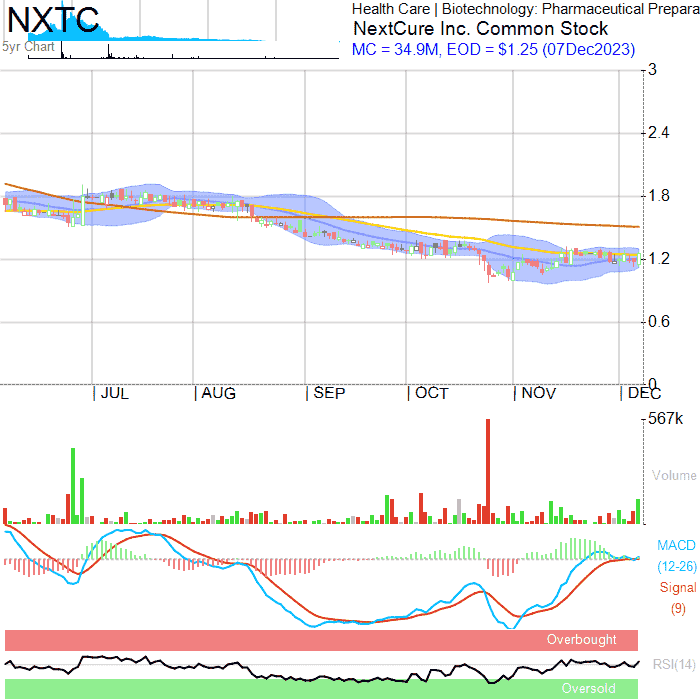 NXTC
Health Care | Biotechnology: Pharmaceutical Prepara
NextCure Inc. Common Stock
5yr Chart
MC = 34.9M, EOD = $1.25 (07Dec2023)
3
2.4
1.8
1.2
0.6
0
JUL AUG SEP OCT NOV DEC
567k
Volume
MACD
(12-26)
Signal
(9)
Overbought
RSI(14)
Oversold